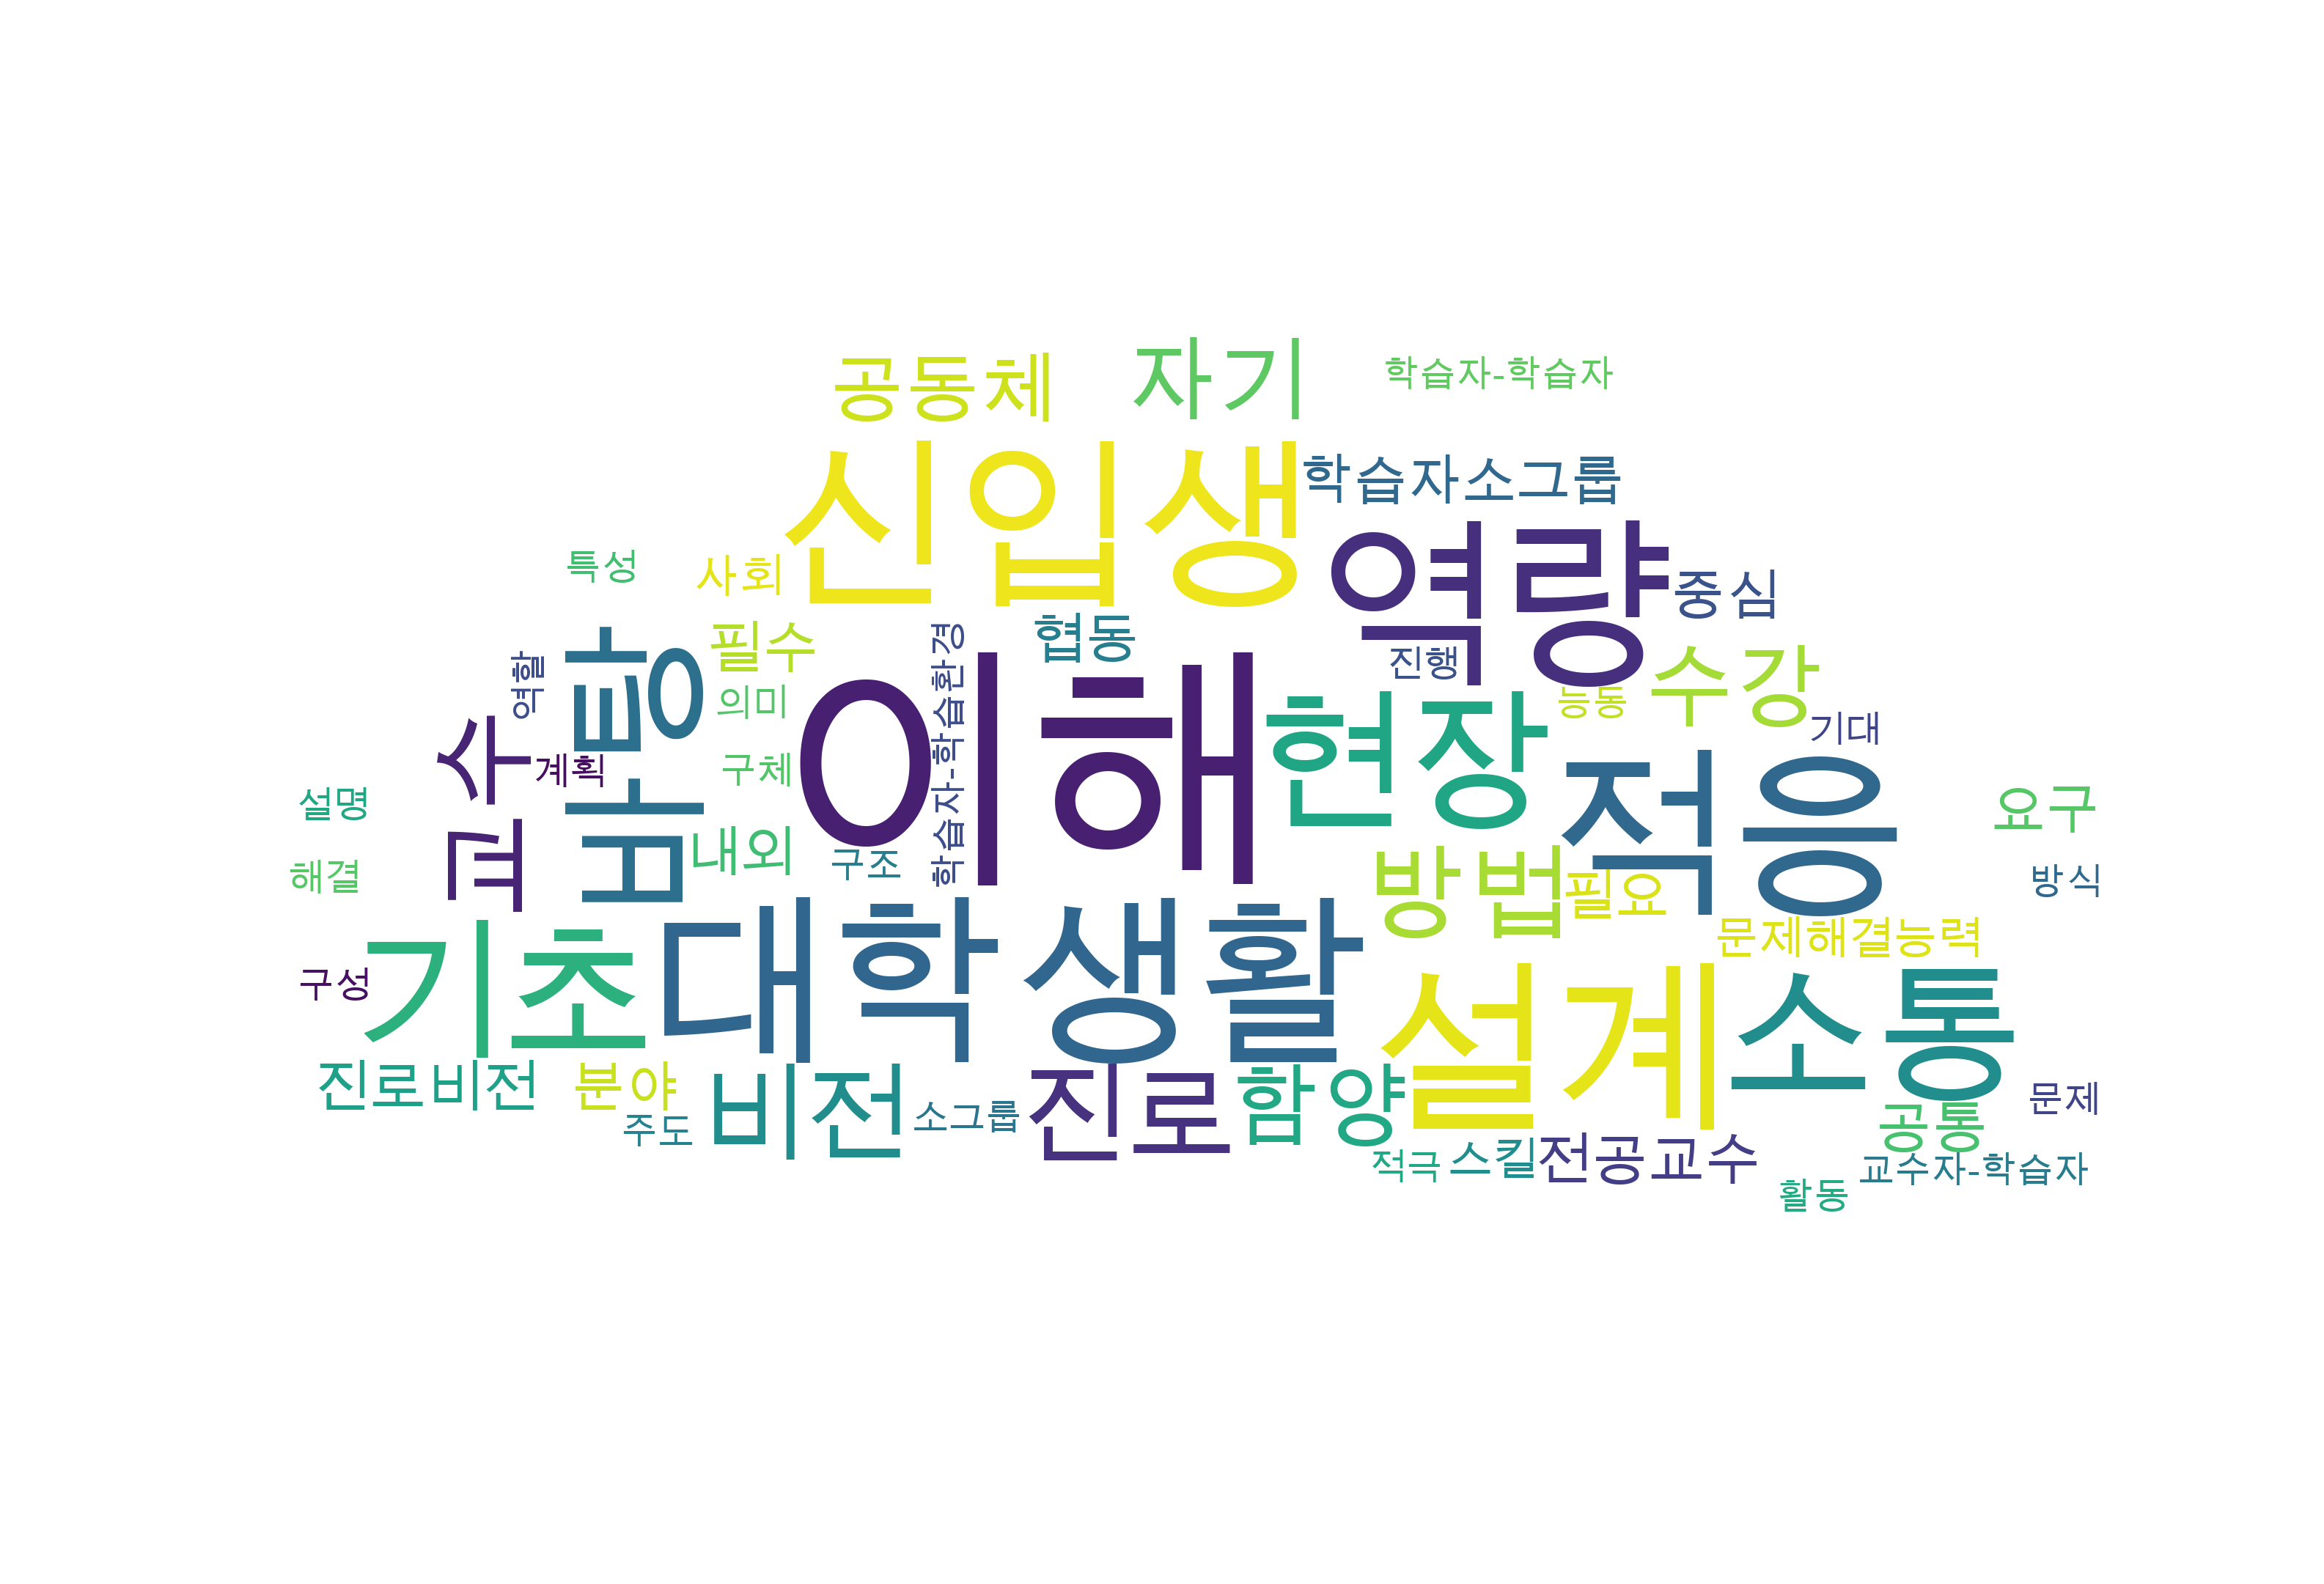 공동체
자기
학습자-학습자
신입생
학습자소그룹
역량
특성
사회
중심
필수
협동
역할
바탕
의미
학습자-학습환경
이해
진행
능동
수강
기대
현장
교수
계획
구체
적응
설명
요구
내외
구조
방법
필요
해결
방식
기초
대학
생활
문제해결능력
구성
설계
소통
진로비전
분야
비전
소그룹
진로
함양
문제
공통
주도
적극
스킬
전공교수
교수자-학습자
활동